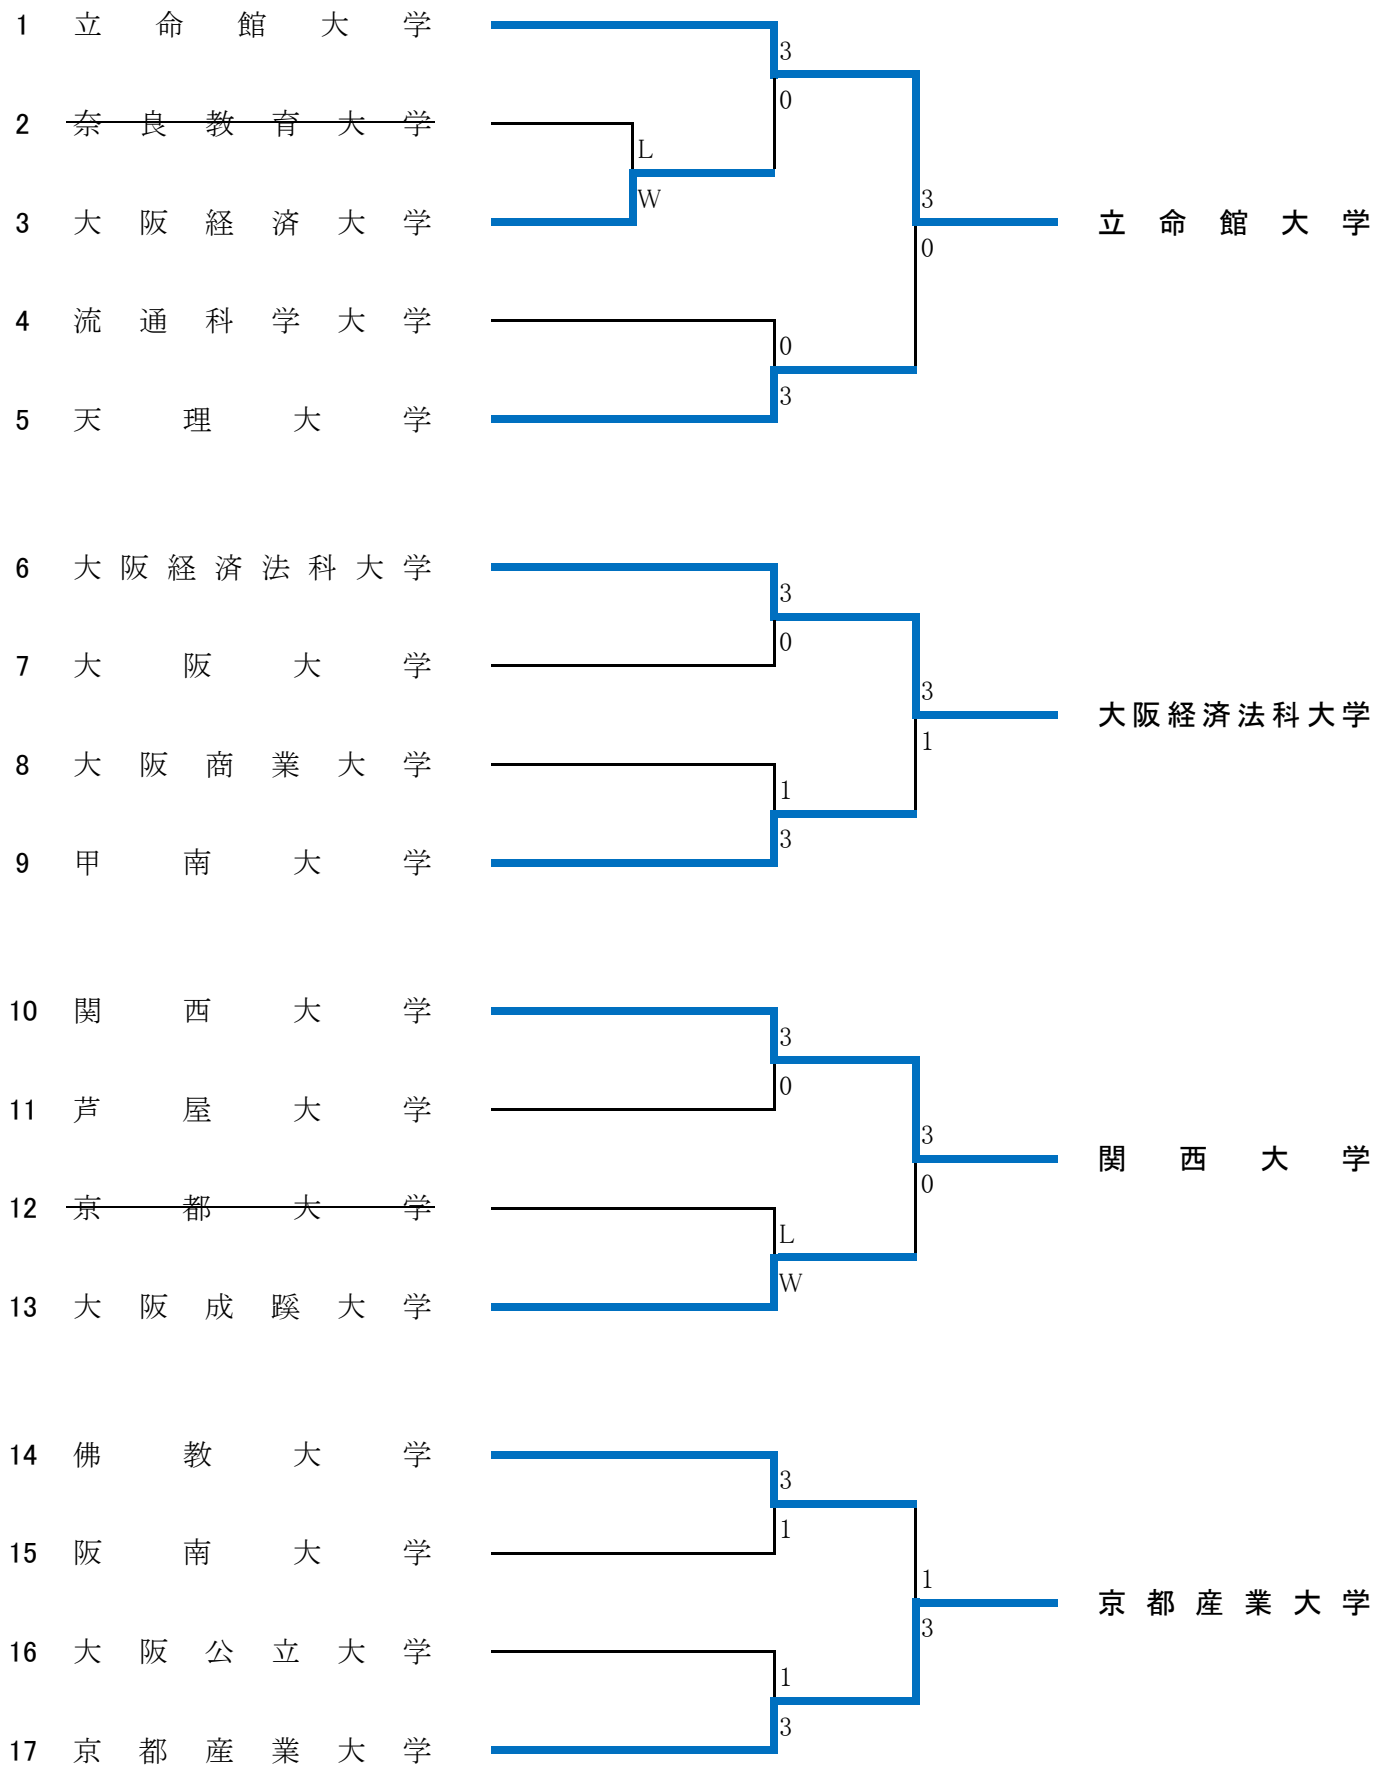 1 立命館大学
3
0
2 奈良教育大学
L
W
3 大阪経済大学
3
0
立命館大学
4 流通科学大学
0
3
5 天理大学
6 大阪経済法科大学
3
0
7 大阪大学
3
1
大阪経済法科大学
8 大阪商業大学
1
3
9 甲南大学
10 関西大学
3
0
11 芦屋大学
3
0
関西大学
12 京都大学
L
W
13 大阪成蹊大学
14 佛教大学
3
1
15 阪南大学
1
3
京都産業大学
16 大阪公立大学
1
3
17 京都産業大学